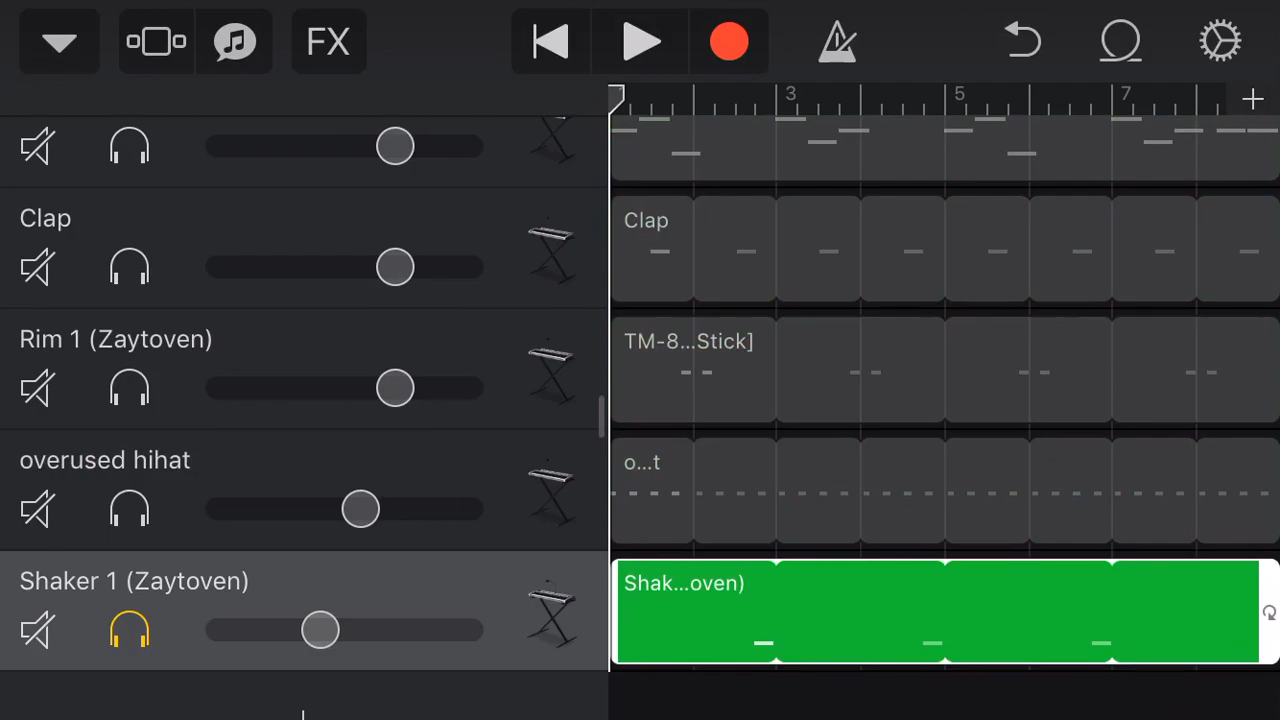 FX
3 5 7
Clap
Clap
Rim 1 (Zaytoven)
TM-8...Stick]
overused hihat
o...t
Shaker 1 (Zaytoven)
Shak...oven)